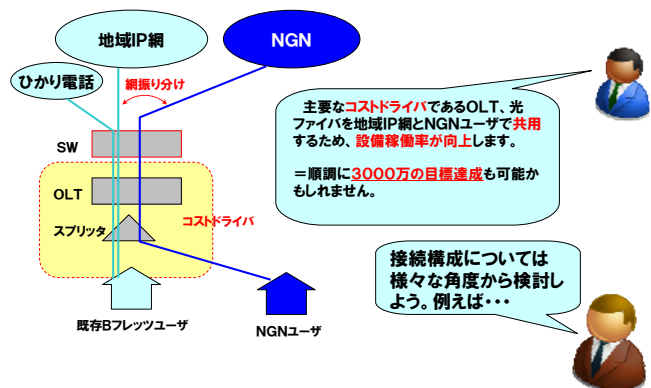 地域IP網
NGN
ひかり電話
網振り分け
主要なコストドライバであるOLT、光
ファイバを地域IP網とNGNユーザで共用
するため、設備稼働率が向上します。
＝順調に3000万の目標達成も可能か
もしれません。
SW
OLT
スプリッタ
コストドライバ
接続構成については
様々な角度から検討し
よう。例えば・・・
既存Bフレッツユーザ
NGNユーザ